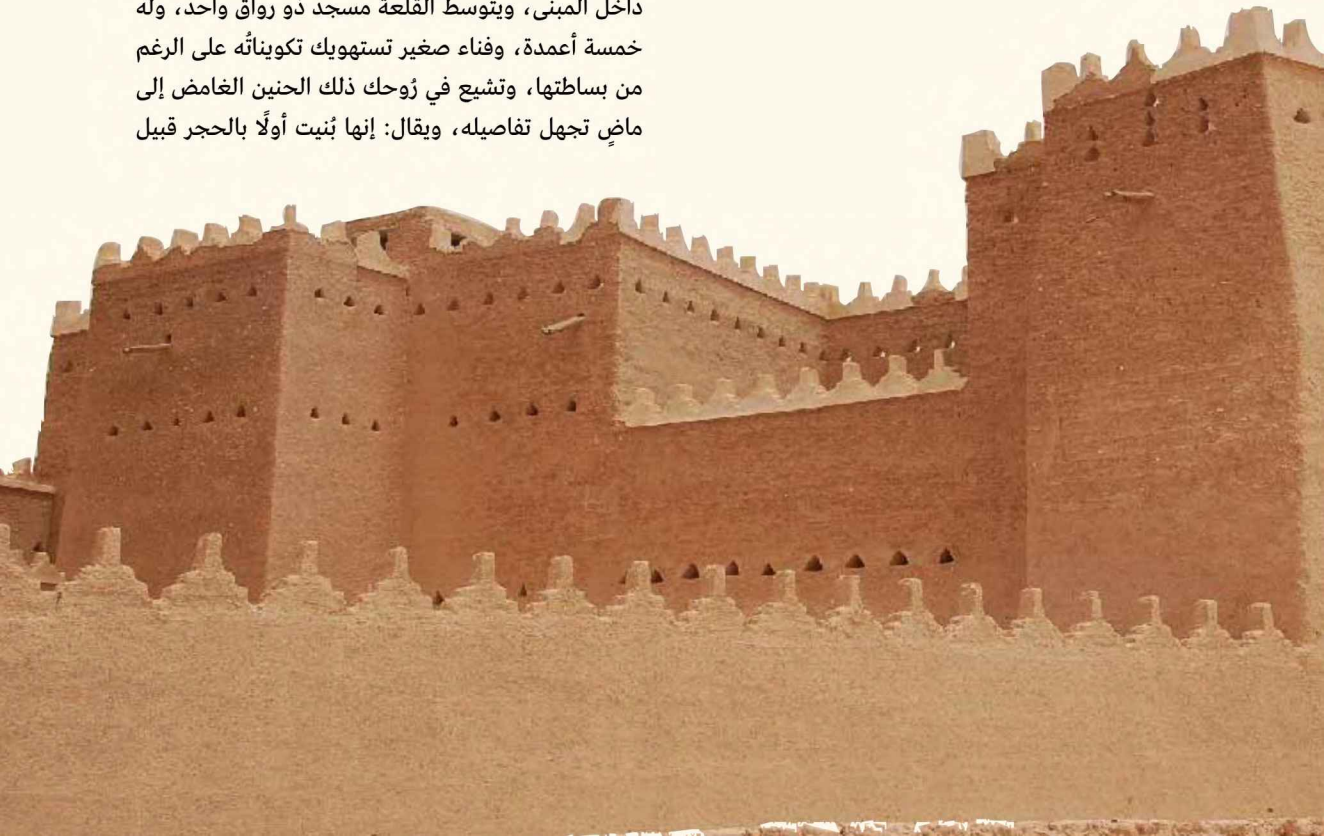 داخل المبنى، ويتوسط القلعة مسجد ذو رواق واحد، وله
خمسة أعمدة، وفناء صغير تستهويك تكويناتُه على الرغم
من بساطتها، وتشيع في رُوحك ذلك الحنين الغامض إلى
ماضٍ تجهل تفاصيله، ويقال: إنها بُنيت أولًا بالحجر قبيل